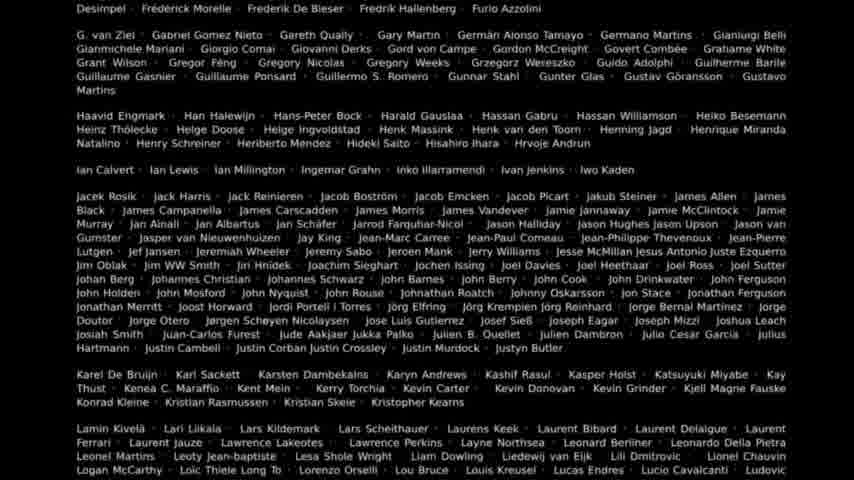 Desimpel · Frédérick Morelle · Frederik De Bleser · Fredrik Hallenberg · Furio Azzolini
G. van Ziel · Gabriel Gomez Nieto · Gareth Qually · Gary Martin · Germán Alonso Tamayo · Germano Martins · Gianluigi Belli
Gianmichele Mariani · Giorgio Comai · Giovanni Derks · Gord von Campe · Gordon McCreight · Govert Combée · Grahame White
Grant Wilson · Gregor Féng · Gregory Nicolas · Gregory Weeks · Grzegorz Wereszko · Guido Adolphi · Guilherme Barile
Guillaume Gasnier · Guillaume Ponsard · Guillermo S. Romero · Gunnar Stahl · Gunter Glas · Gustav Göransson · Gustavo
Martins
Haavid Engmark · Han Halewijn · Hans-Peter Bock · Harald Gauslaa · Hassan Gabru · Hassan Williamson · Heiko Besemann
Heinz Thölecke · Helge Doose · Helge Ingvoldstad · Henk Massink · Henk van den Toorn · Henning Jagd · Henrique Miranda
Natalino · Henry Schreiner · Heriberto Mendez · Hideki Saito · Hisahiro Ihara · Hrvoje Andrun
Ian Calvert · Ian Lewis · Ian Millington · Ingemar Grahn · Inko Illarramendi · Ivan Jenkins · Iwo Kaden
Jacek Rosik · Jack Harris · Jack Reinieren · Jacob Boström · Jacob Emcken · Jacob Picart · Jakub Steiner · James Allen · James
Black · James Campanella · James Carscadden · James Morris · James Vandever · Jamie Jannaway · Jamie McClintock · Jamie
Murray · Jan Ainali · Jan Albartus · Jan Schäfer · Jarrod Farquhar-Nicol · Jason Halliday · Jason Hughes Jason Upson · Jason van
Gumster · Jasper van Nieuwenhuizen · Jay King · Jean-Marc Carree · Jean-Paul Comeau · Jean-Philippe Thevenoux · Jean-Pierre
Lutgen · Jef Jansen · Jeremiah Wheeler · Jeremy Sabo · Jeroen Mank · Jerry Williams · Jesse McMillan Jesus Antonio Juste Ezquerro
Jim Oblak · Jim WW Smith · Jiri Hnídek · Joachim Sieghart · Jochen Issing · Joel Davies · Joel Heethaar · Joel Ross · Joel Sutter
Johan Berg · Johannes Christian · Johannes Schwarz · John Barnes · John Berry · John Cook · John Drinkwater · John Ferguson
John Holden · John Mosford · John Nyquist · John Rouse · Johnathan Roatch · Johnny Oskarsson · Jon Stace · Jonathan Ferguson
Jonathan Merritt · Joost Horward · Jordi Portell i Torres · Jörg Elfring · Jörg Krempien Jörg Reinhard · Jorge Bernal Martínez · Jorge
Doutor · Jorge Otero · Jørgen Schøyen Nicolaysen · Jose Luis Gutierrez · Josef Sieß · Joseph Eagar · Joseph Mizzi · Joshua Leach
Josiah Smith · Juan-Carlos Furest · Jude Aakjaer Jukka Palko · Julien B. Ouellet · Julien Dambron · Julio Cesar Garcia · Julius
Hartmann · Justin Cambell · Justin Corban Justin Crossley · Justin Murdock · Justyn Butler
Karel De Bruijn · Karl Sackett · Karsten Dambekalns · Karyn Andrews · Kashif Rasul · Kasper Holst · Katsuyuki Miyabe · Kay
Thust · Kenea C. Maraffio · Kent Mein · Kerry Torchia · Kevin Carter · Kevin Donovan · Kevin Grinder · Kjell Magne Fauske
Konrad Kleine · Kristian Rasmussen · Kristian Skeie · Kristopher Kearns
Lamin Kivelä · Lari Liikala · Lars Kildemark · Lars Scheithauer · Laurens Keek · Laurent Bibard · Laurent Delaigue · Laurent
Ferrari · Laurent Jauze · Lawrence Lakeotes · Lawrence Perkins · Layne Northsea · Leonard Berliner · Leonardo Della Pietra
Leonel Martins · Leoty Jean-baptiste · Lesa Shole Wright · Liam Dowling · Liedewij van Eijk · Lili Dmitrovic · Lionel Chauvin
Logan McCarthy · Loïc Thiele Long To · Lorenzo Orselli · Lou Bruce · Louis Kreusel · Lucas Endres · Lucio Cavalcanti · Ludovic